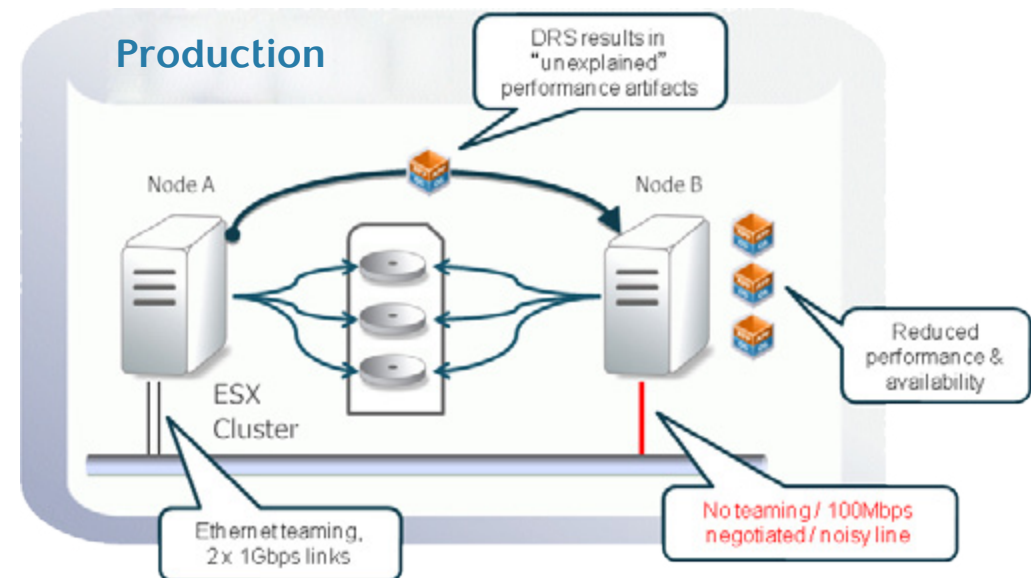 Production
DRS results in
"unexplained"
performance artifacts
Node A
Node B
Reduced
performance &
availability
ESX
Cluster
Ethernet teaming,
2 x 1Gbps links
No teaming / 100Mbps
negotiated / noisy line